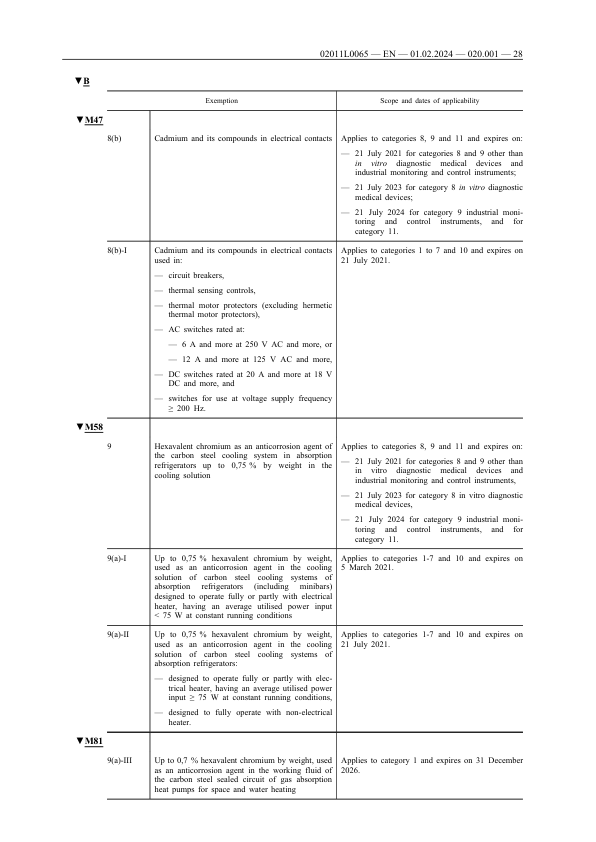 02011L0065 — EN — 01.02.2024 — 020.001 — 28
▼B
Exemption
Scope and dates of applicability
▼M47
8(b)
Cadmium and its compounds in electrical contacts
Applies to categories 8, 9 and 11 and expires on:
— 21 July 2021 for categories 8 and 9 other than
in vitro diagnostic medical devices and
industrial monitoring and control instruments;
— 21 July 2023 for category 8 in vitro diagnostic
medical devices;
— 21 July 2024 for category 9 industrial moni-
toring and control instruments, and for
category 11.
8(b)-I
Cadmium and its compounds in electrical contacts
used in:
— circuit breakers,
— thermal sensing controls,
— thermal motor protectors (excluding hermetic
thermal motor protectors),
— AC switches rated at:
— 6 A and more at 250 V AC and more, or
— 12 A and more at 125 V AC and more,
— DC switches rated at 20 A and more at 18 V
DC and more, and
— switches for use at voltage supply frequency
≥ 200 Hz.
Applies to categories 1 to 7 and 10 and expires on
21 July 2021.
▼M58
9
Hexavalent chromium as an anticorrosion agent of
the carbon steel cooling system in absorption
refrigerators up to 0,75 % by weight in the
cooling solution
Applies to categories 8, 9 and 11 and expires on:
— 21 July 2021 for categories 8 and 9 other than
in vitro diagnostic medical devices and
industrial monitoring and control instruments,
— 21 July 2023 for category 8 in vitro diagnostic
medical devices,
— 21 July 2024 for category 9 industrial moni-
toring and control instruments, and for
category 11.
9(a)-I
Up to 0,75 % hexavalent chromium by weight,
used as an anticorrosion agent in the cooling
solution of carbon steel cooling systems of
absorption refrigerators (including minibars)
designed to operate fully or partly with electrical
heater, having an average utilised power input
< 75 W at constant running conditions
Applies to categories 1-7 and 10 and expires on
5 March 2021.
9(a)-II
Up to 0,75 % hexavalent chromium by weight,
used as an anticorrosion agent in the cooling
solution of carbon steel cooling systems of
absorption refrigerators:
— designed to operate fully or partly with elec-
trical heater, having an average utilised power
input ≥ 75 W at constant running conditions,
— designed to fully operate with non-electrical
heater.
Applies to categories 1-7 and 10 and expires on
21 July 2021.
▼M81
9(a)-III
Up to 0,7 % hexavalent chromium by weight, used
as an anticorrosion agent in the working fluid of
the carbon steel sealed circuit of gas absorption
heat pumps for space and water heating
Applies to category 1 and expires on 31 December
2026.